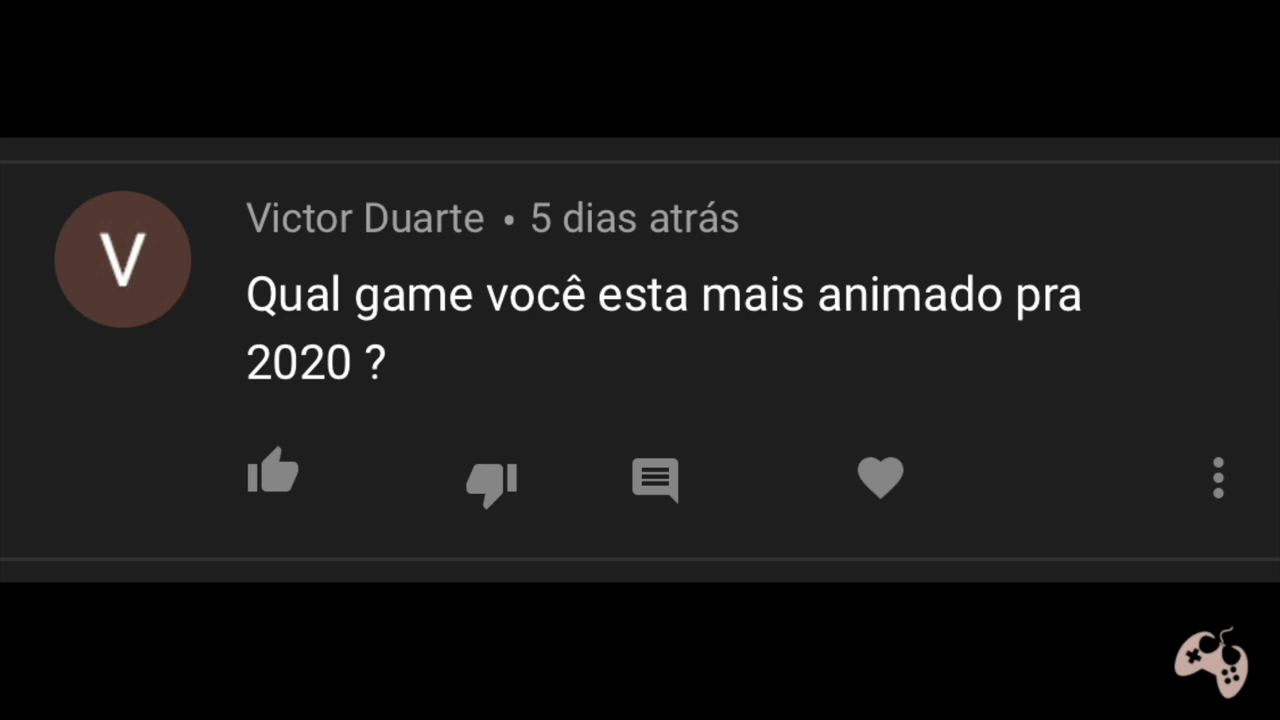 V
Victor Duarte • 5 dias atrás
Qual game você esta mais animado pra
2020 ?